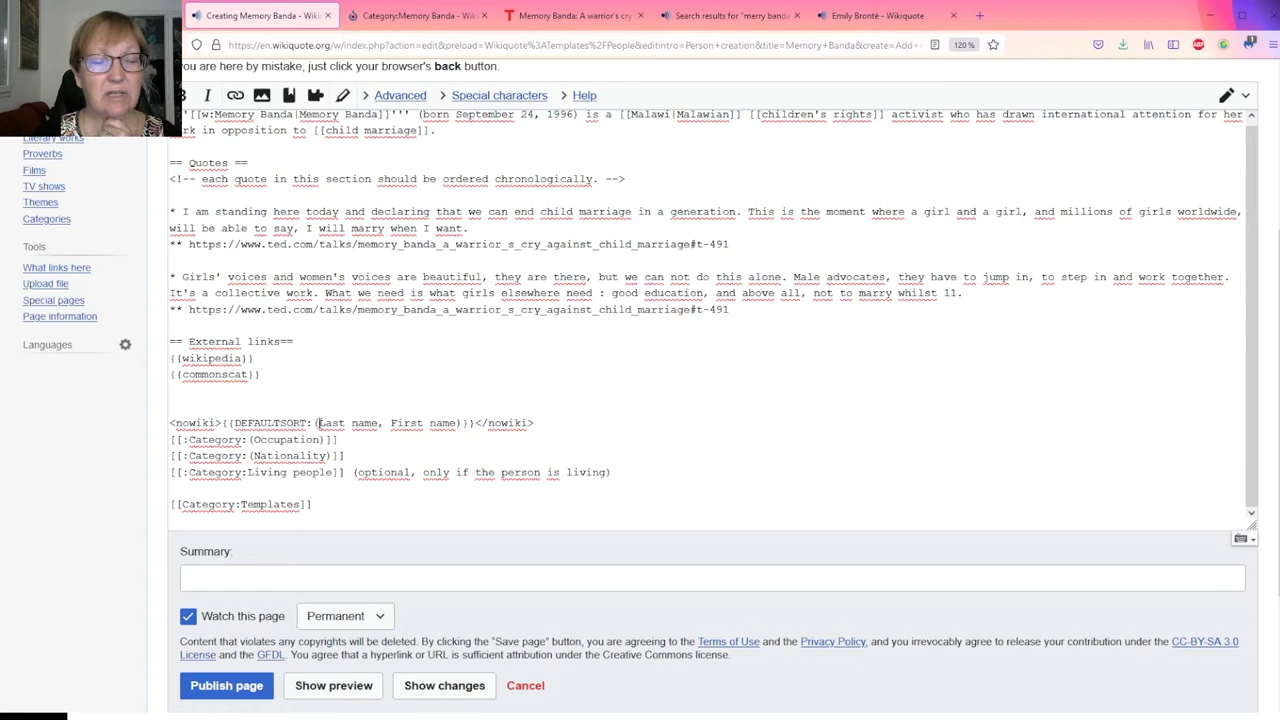 Creating Memory Banda - Wiki
Category:Memory Banda - Wiki
Memory Banda: A warrior's cry
Search results for "merry banda
Emily Brontë - Wikiquote
https://en.wikiquote.org/w/index.php?action=edit&preload=Wikiquote%3ATemplates%2FPeople&editintro=Person+creation&title=Memory+Banda&create=Add+
120 %
ABP
1
ou are here by mistake, just click your browser's back button.
Advanced
Special characters
Help
'[[w:Memory Banda|Memory Banda]]''' (born September 24, 1996) is a [[Malawi|Malawian]] [[children's rights]] activist who has drawn international attention for her
rk in opposition to [[child marriage]].
Literary works
Proverbs
Films
TV shows
Themes
Categories
Tools
What links here
Upload file
Special pages
Page information
Languages
== Quotes ==
<!-- each quote in this section should be ordered chronologically. -->
* I am standing here today and declaring that we can end child marriage in a generation. This is the moment where a girl and a girl, and millions of girls worldwide,
will be able to say, I will marry when I want.
** https://www.ted.com/talks/memory_banda_a_warrior_s_cry_against_child_marriage#t-491
* Girls' voices and women's voices are beautiful, they are there, but we can not do this alone. Male advocates, they have to jump in, to step in and work together.
It's a collective work. What we need is what girls elsewhere need : good education, and above all, not to marry whilst 11.
** https://www.ted.com/talks/memory_banda_a_warrior_s_cry_against_child_marriage#t-491
== External links==
{{wikipedia}}
{{commonscat}}
<nowiki>{{DEFAULTSORT:(Last name, First name)}}</nowiki>
[[:Category:(Occupation)]]
[[:Category:(Nationality)]]
[[:Category:Living people]] (optional, only if the person is living)
[[Category:Templates]]
Summary:
Watch this page
Permanent
Content that violates any copyrights will be deleted. By clicking the "Save page" button, you are agreeing to the Terms of Use and the Privacy Policy, and you irrevocably agree to release your contribution under the CC-BY-SA 3.0
License and the GFDL. You agree that a hyperlink or URL is sufficient attribution under the Creative Commons license.
Publish page
Show preview
Show changes
Cancel